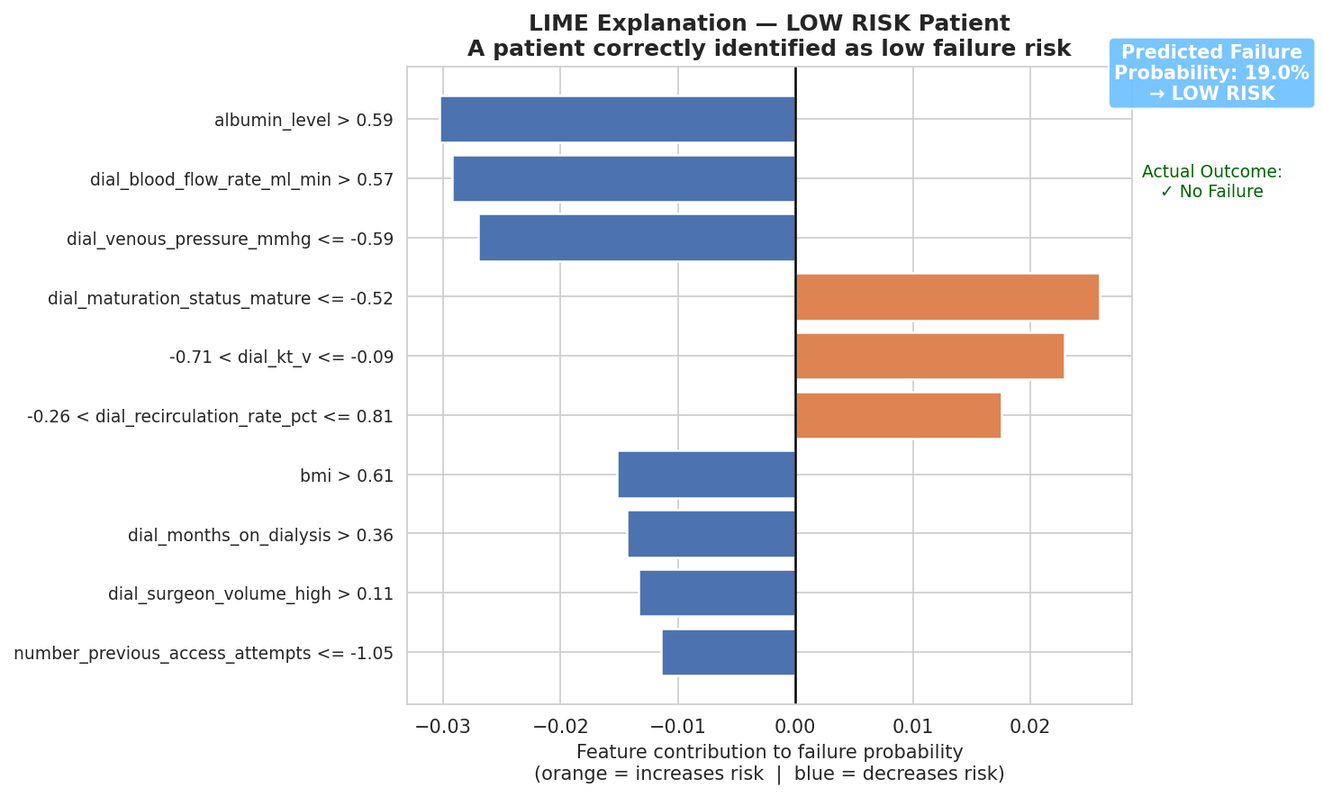 LIME Explanation — LOW RISK Patient
A patient correctly identified as low failure risk
Predicted Failure
Probability: 19.0%
→ LOW RISK
Actual Outcome:
✓ No Failure
albumin_level > 0.59
dial_blood_flow_rate_ml_min > 0.57
dial_venous_pressure_mmhg <= -0.59
dial_maturation_status_mature <= -0.52
-0.71 < dial_kt_v <= -0.09
-0.26 < dial_recirculation_rate_pct <= 0.81
bmi > 0.61
dial_months_on_dialysis > 0.36
dial_surgeon_volume_high > 0.11
number_previous_access_attempts <= -1.05
−0.03 −0.02 −0.01 0.00 0.01 0.02
Feature contribution to failure probability
(orange = increases risk | blue = decreases risk)